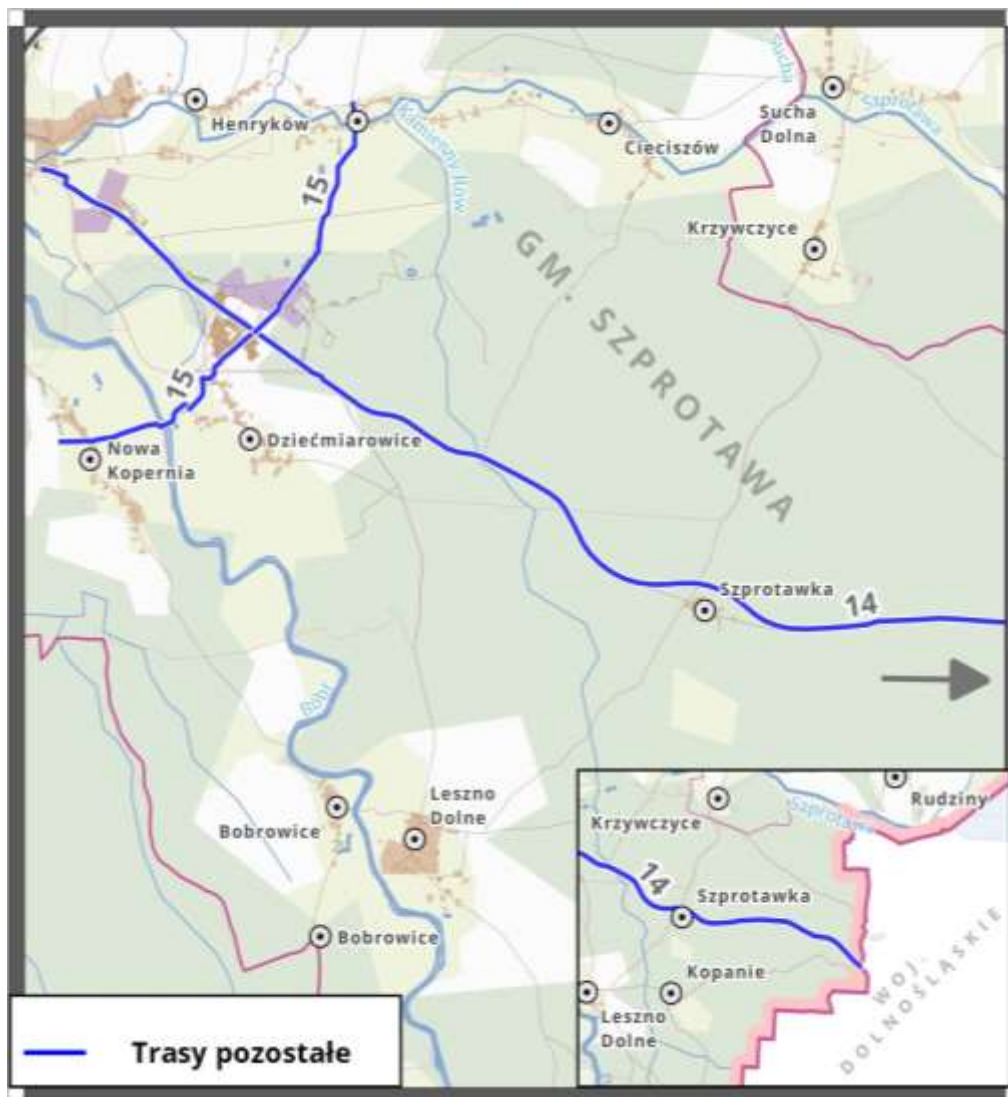 Sucha
Szprotawa
Sucha
Dolna
Henryków
Kamienny Rów
Cieciszów
15
Krzywczyce
GM. SZPROTAWA
15
Dziećmiarowice
Nowa
Kopernia
Szprotawka
14
Bóbr
Leszno
Dolne
Bobrowice
Bobrowice
Trasy pozostałe
Rudziny
Krzywczyce
Szprotawa
14
Szprotawka
Kopanie
Leszno
Dolne
WOJ.
DOLNOŚLĄSKIE